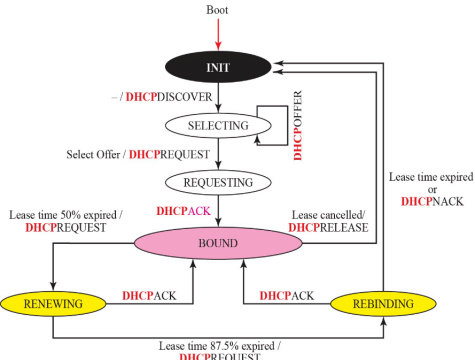 Boot
INIT
– / DHCPDISCOVER
SELECTING
DHCPOFFER
Select Offer / DHCPREQUEST
REQUESTING
Lease time expired
or
DHCPNACK
DHCPACK
Lease time 50% expired /
DHCPREQUEST
Lease cancelled/
DHCPRELEASE
BOUND
RENEWING
DHCPACK
DHCPACK
REBINDING
Lease time 87.5% expired /
DHCPREQUEST